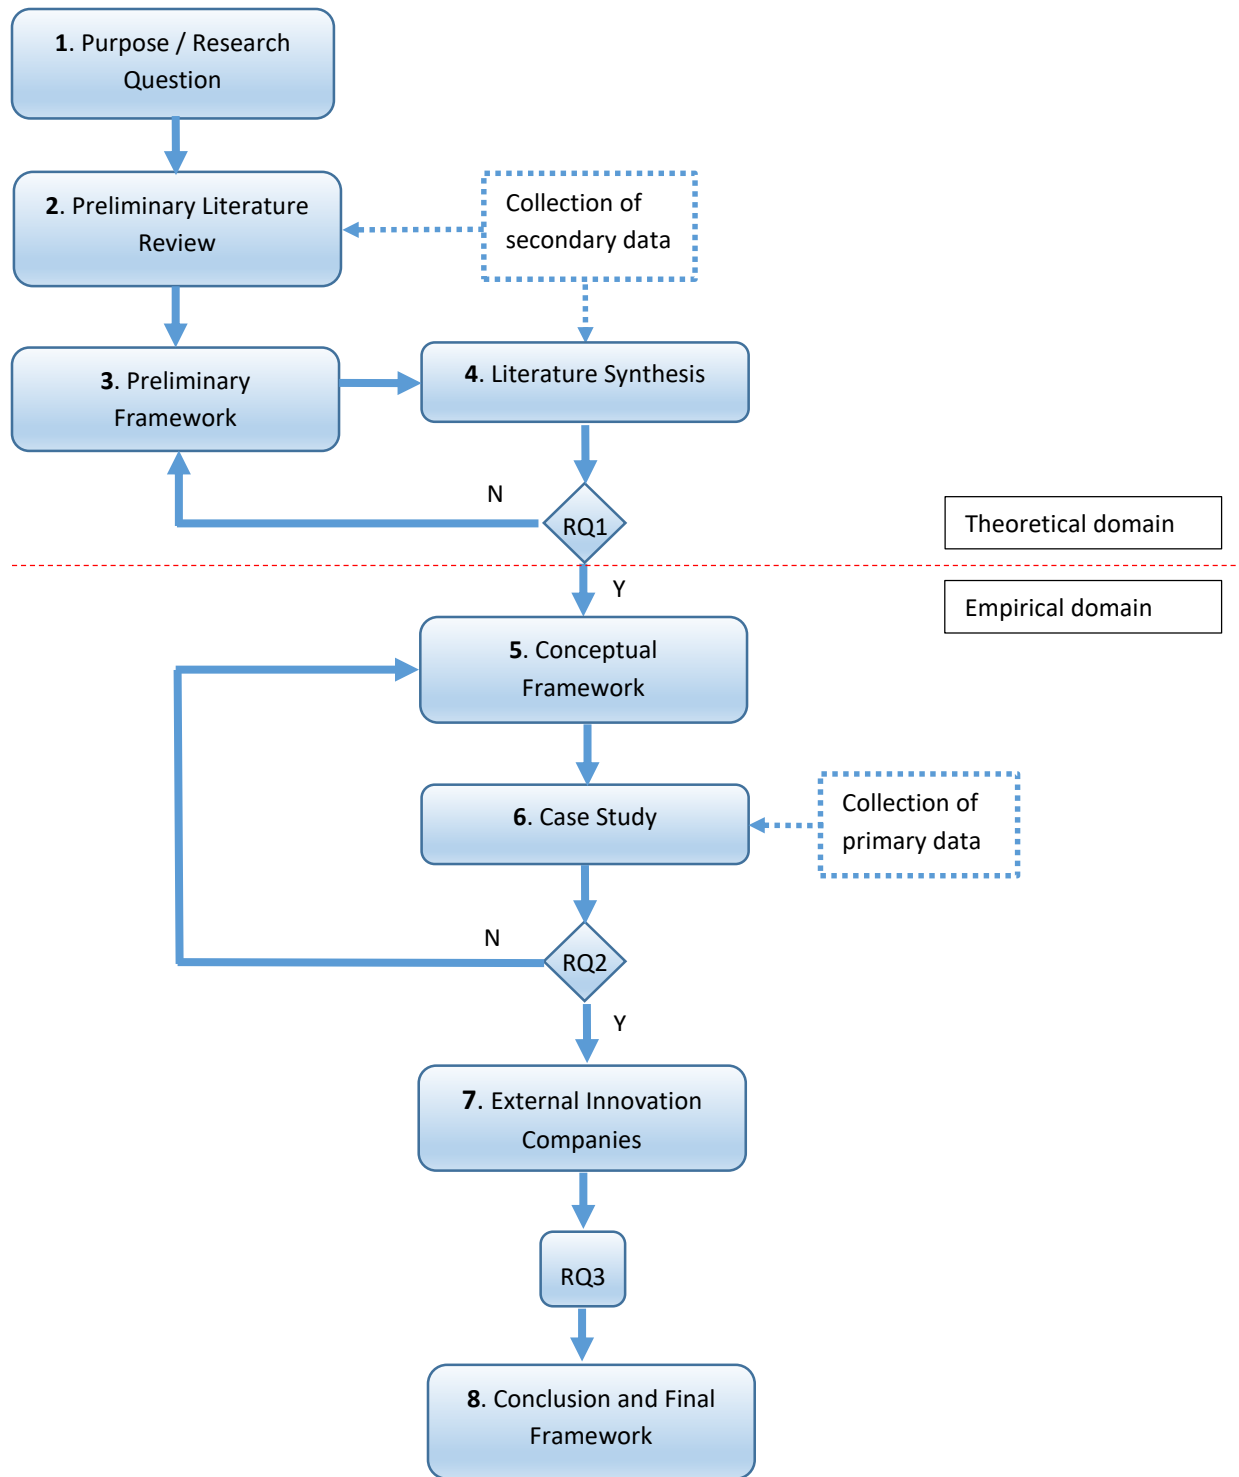 1. Purpose / Research
Question
2. Preliminary Literature
Review
Collection of
secondary data
3. Preliminary
Framework
4. Literature Synthesis
N
RQ1
Theoretical domain
Y
Empirical domain
5. Conceptual
Framework
6. Case Study
Collection of
primary data
N
RQ2
Y
7. External Innovation
Companies
RQ3
8. Conclusion and Final
Framework